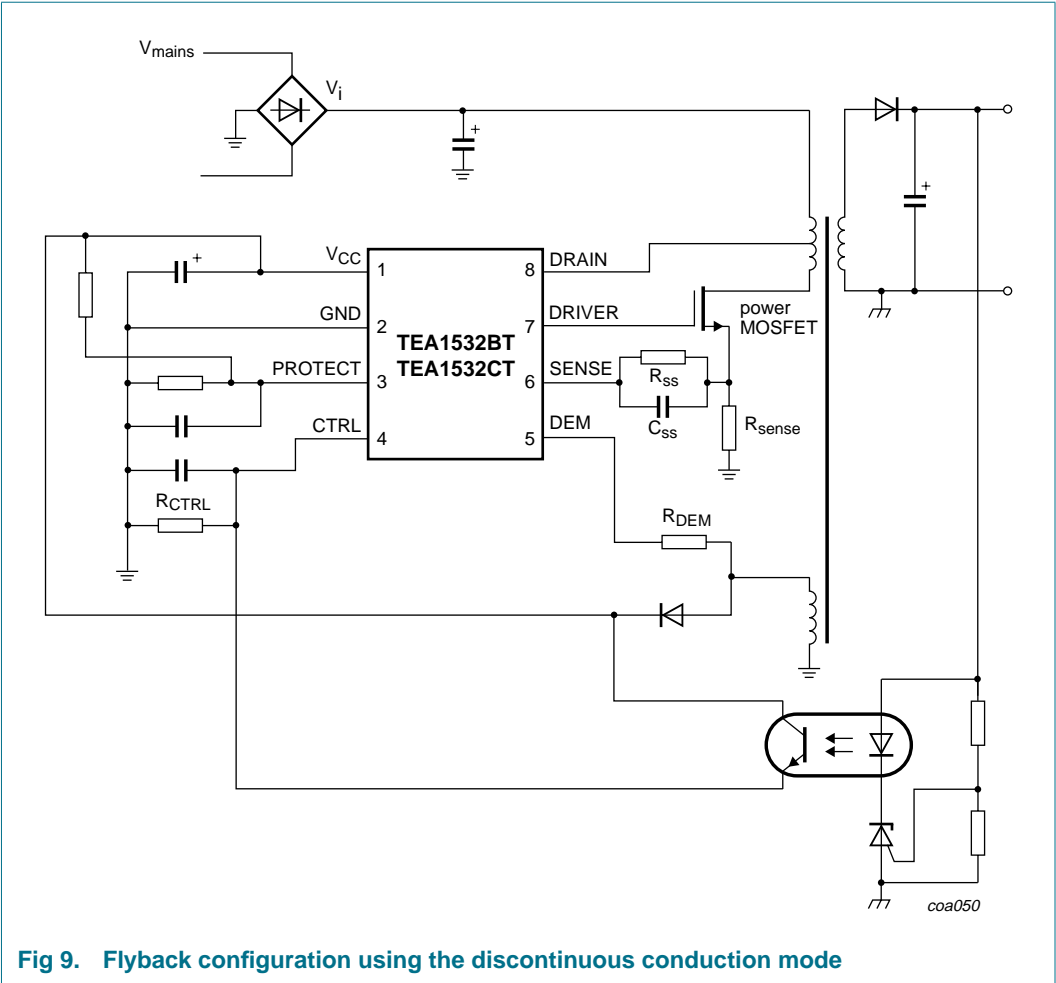 Vmains
Vi
+
+
VCC
1
8
DRAIN
+
GND
2
7
DRIVER
power
MOSFET
TEA1532BT
TEA1532CT
PROTECT
3
6
SENSE
Rss
Css
Rsense
CTRL
4
5
DEM
RCTRL
RDEM
coa050
Fig 9. Flyback configuration using the discontinuous conduction mode